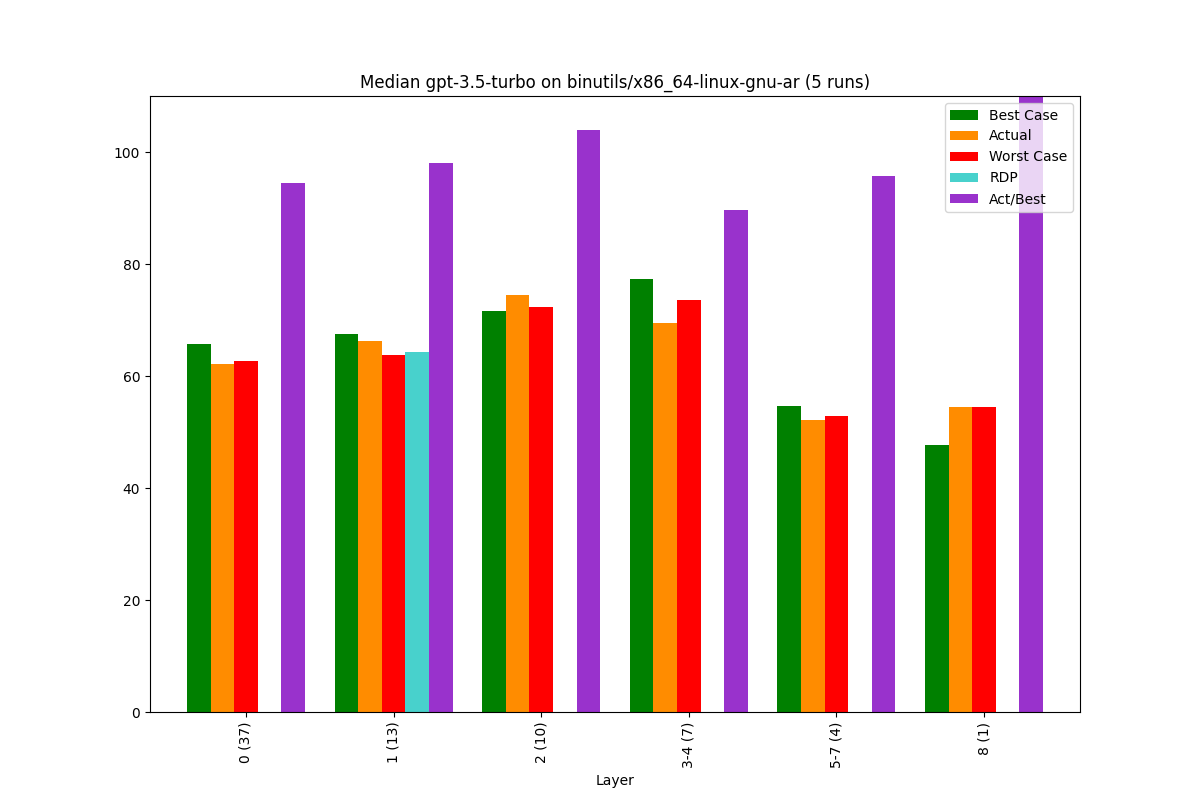 Median gpt-3.5-turbo on binutils/x86_64-linux-gnu-ar (5 runs)
Best Case
Actual
Worst Case
RDP
Act/Best
100
80
60
40
20
0
0 (37)
1 (13)
2 (10)
3-4 (7)
5-7 (4)
8 (1)
Layer